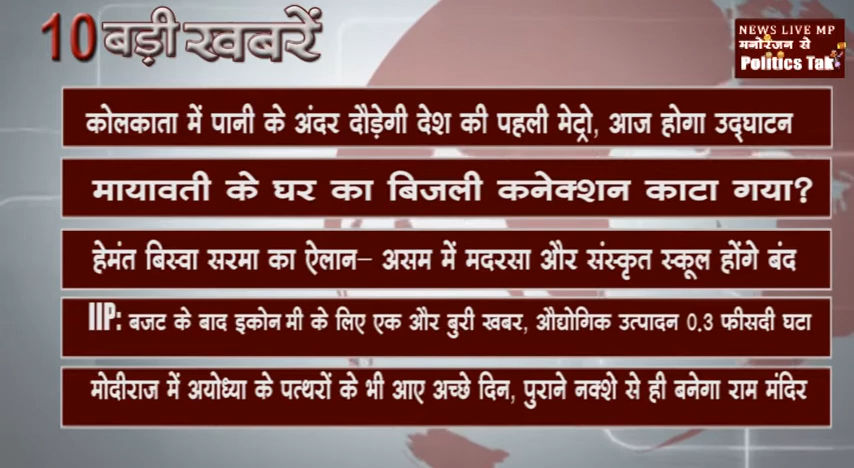 10 बड़ी खबरें
NEWS LIVE MP
मनोरंजन से
Politics Tak
कोलकाता में पानी के अंदर दौड़ेगी देश की पहली मेट्रो, आज होगा उद्घाटन
मायावती के घर का बिजली कनेक्शन काटा गया?
हेमंत बिस्वा सरमा का ऐलान– असम में मदरसा और संस्कृत स्कूल होंगे बंद
IIP: बजट के बाद इकोन मी के लिए एक और बुरी खबर, औद्योगिक उत्पादन 0.3 फीसदी घटा
मोदीराज में अयोध्या के पत्थरों के भी आए अच्छे दिन, पुराने नक्शे से ही बनेगा राम मंदिर